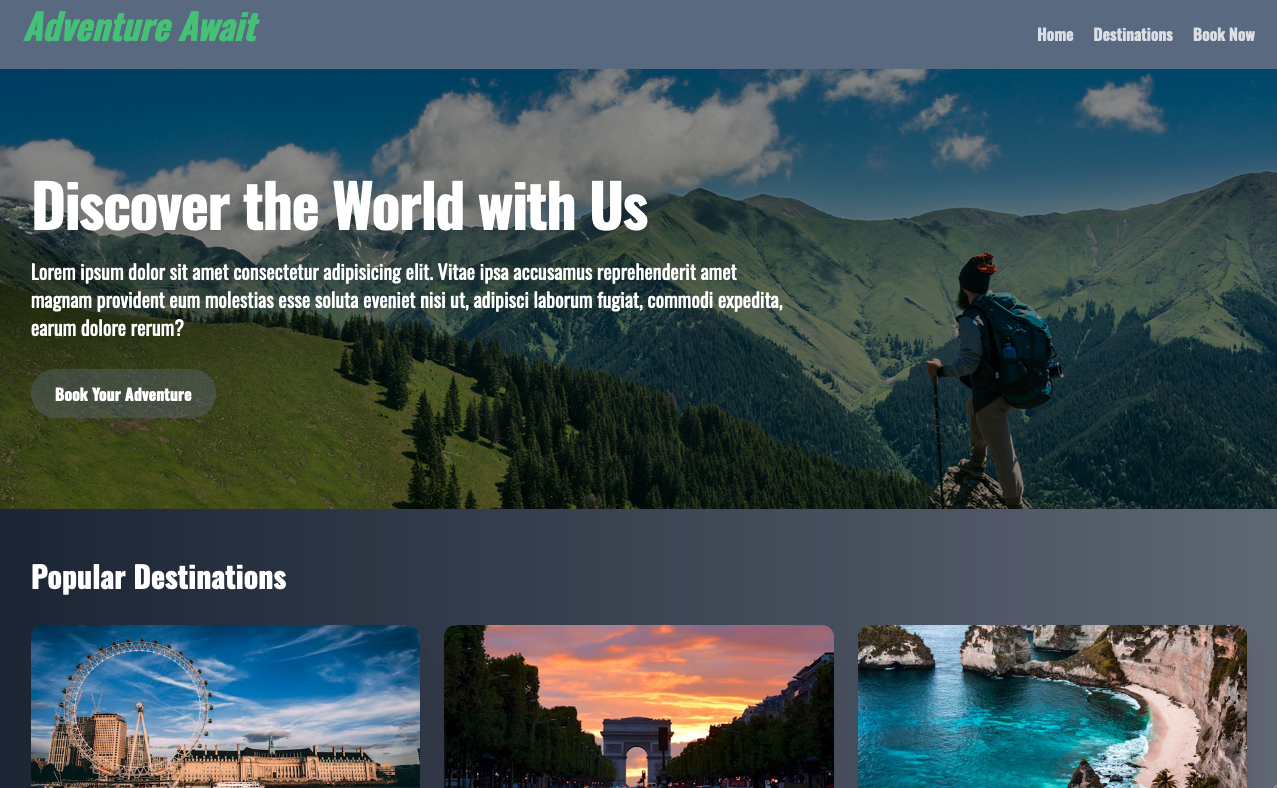 Adventure Await
Home Destinations Book Now
Discover the World with Us
Lorem ipsum dolor sit amet consectetur adipisicing elit. Vitae ipsa accusamus reprehenderit amet
magnam provident eum molestias esse soluta eveniet nisi ut, adipisci laborum fugiat, commodi expedita,
earum dolore rerum?
Book Your Adventure
Popular Destinations